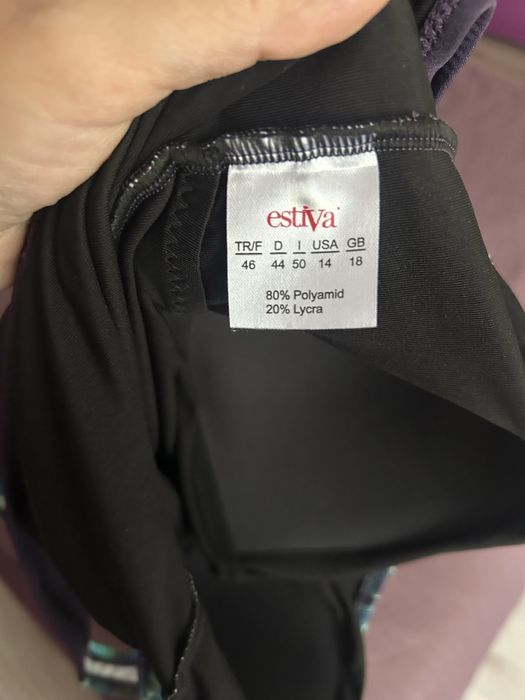 estiva
TR/F D I USA GB
46 44 50 14 18
80% Polyamid
20% Lycra